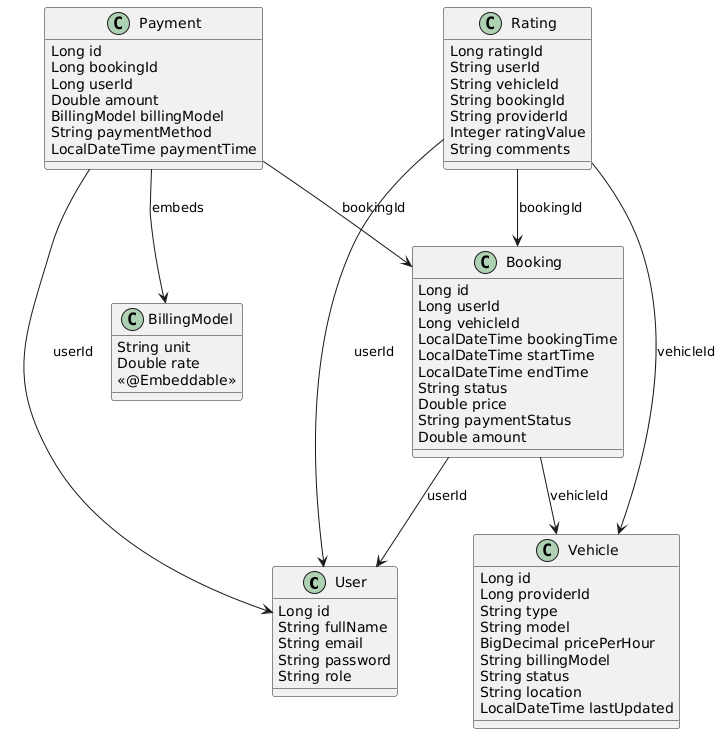 C Payment
Long id
Long bookingId
Long userId
Double amount
BillingModel billingModel
String paymentMethod
LocalDateTime paymentTime
C Rating
Long ratingId
String userId
String vehicleId
String bookingId
String providerId
Integer ratingValue
String comments
embeds
bookingId
bookingId
C Booking
Long id
Long userId
Long vehicleId
LocalDateTime bookingTime
LocalDateTime startTime
LocalDateTime endTime
String status
Double price
String paymentStatus
Double amount
C BillingModel
String unit
Double rate
«@Embeddable»
userId
userId
vehicleId
userId
vehicleId
C User
Long id
String fullName
String email
String password
String role
C Vehicle
Long id
Long providerId
String type
String model
BigDecimal pricePerHour
String billingModel
String status
String location
LocalDateTime lastUpdated